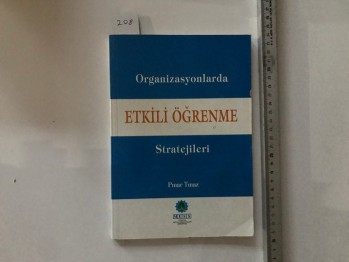 208
Organizasyonlarda
ETKİLİ ÖĞRENME
Stratejileri
Pınar Tınaz